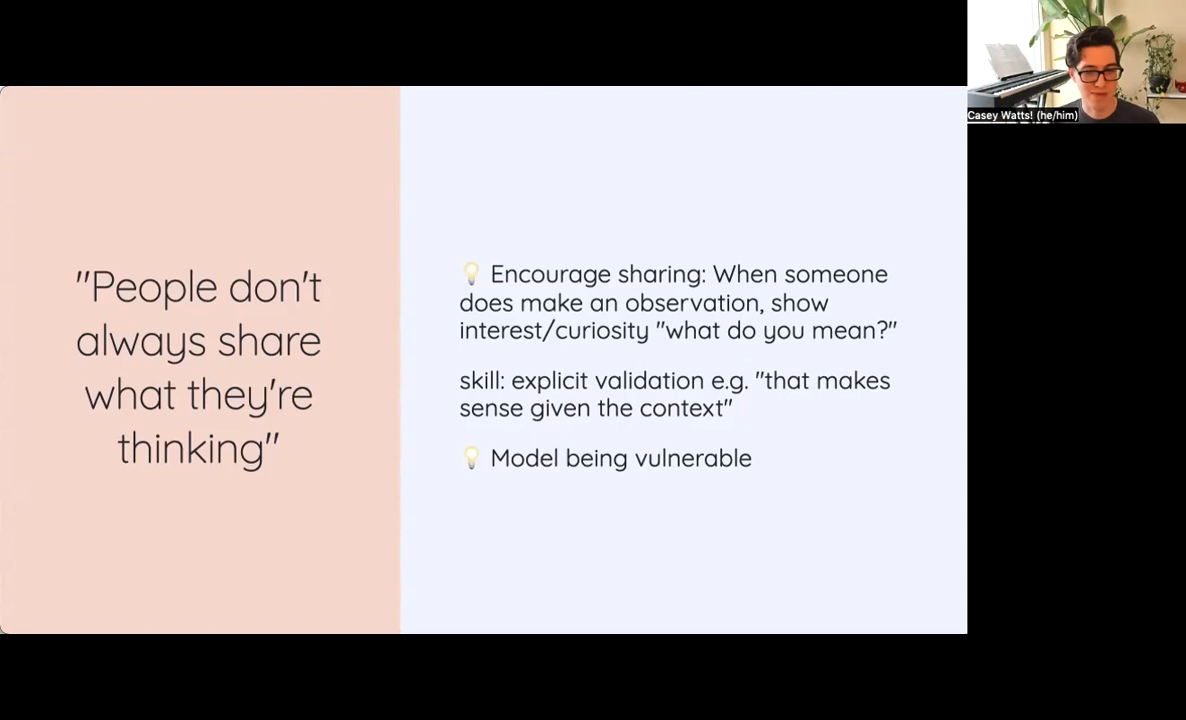 "People don't
always share
what they're
thinking"
💡 Encourage sharing: When someone
does make an observation, show
interest/curiosity "what do you mean?"
skill: explicit validation e.g. "that makes
sense given the context"
💡 Model being vulnerable
Casey Watts! (he/him)